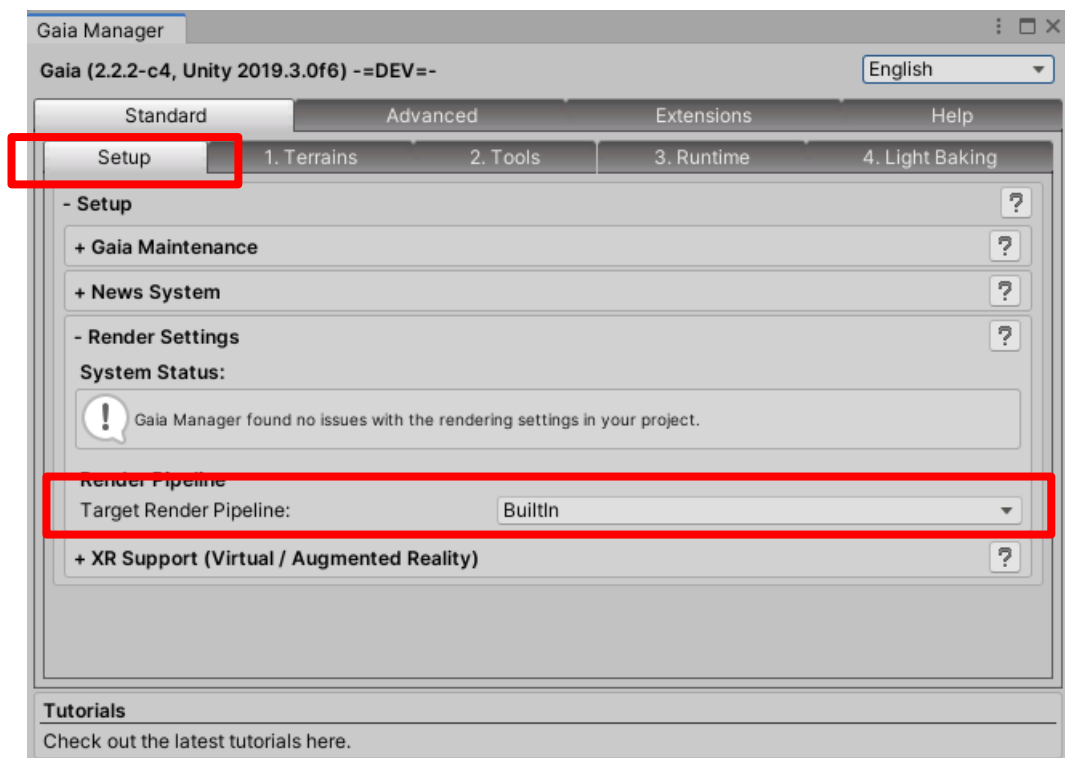 Gaia Manager
Gaia (2.2.2-c4, Unity 2019.3.0f6) -=DEV=-
English
Standard
Advanced
Extensions
Help
Setup
1. Terrains
2. Tools
3. Runtime
4. Light Baking
- Setup
?
+ Gaia Maintenance
?
+ News System
?
- Render Settings
?
System Status:
! Gaia Manager found no issues with the rendering settings in your project.
Render Pipeline
Target Render Pipeline:
BuiltIn
+ XR Support (Virtual / Augmented Reality)
?
Tutorials
Check out the latest tutorials here.